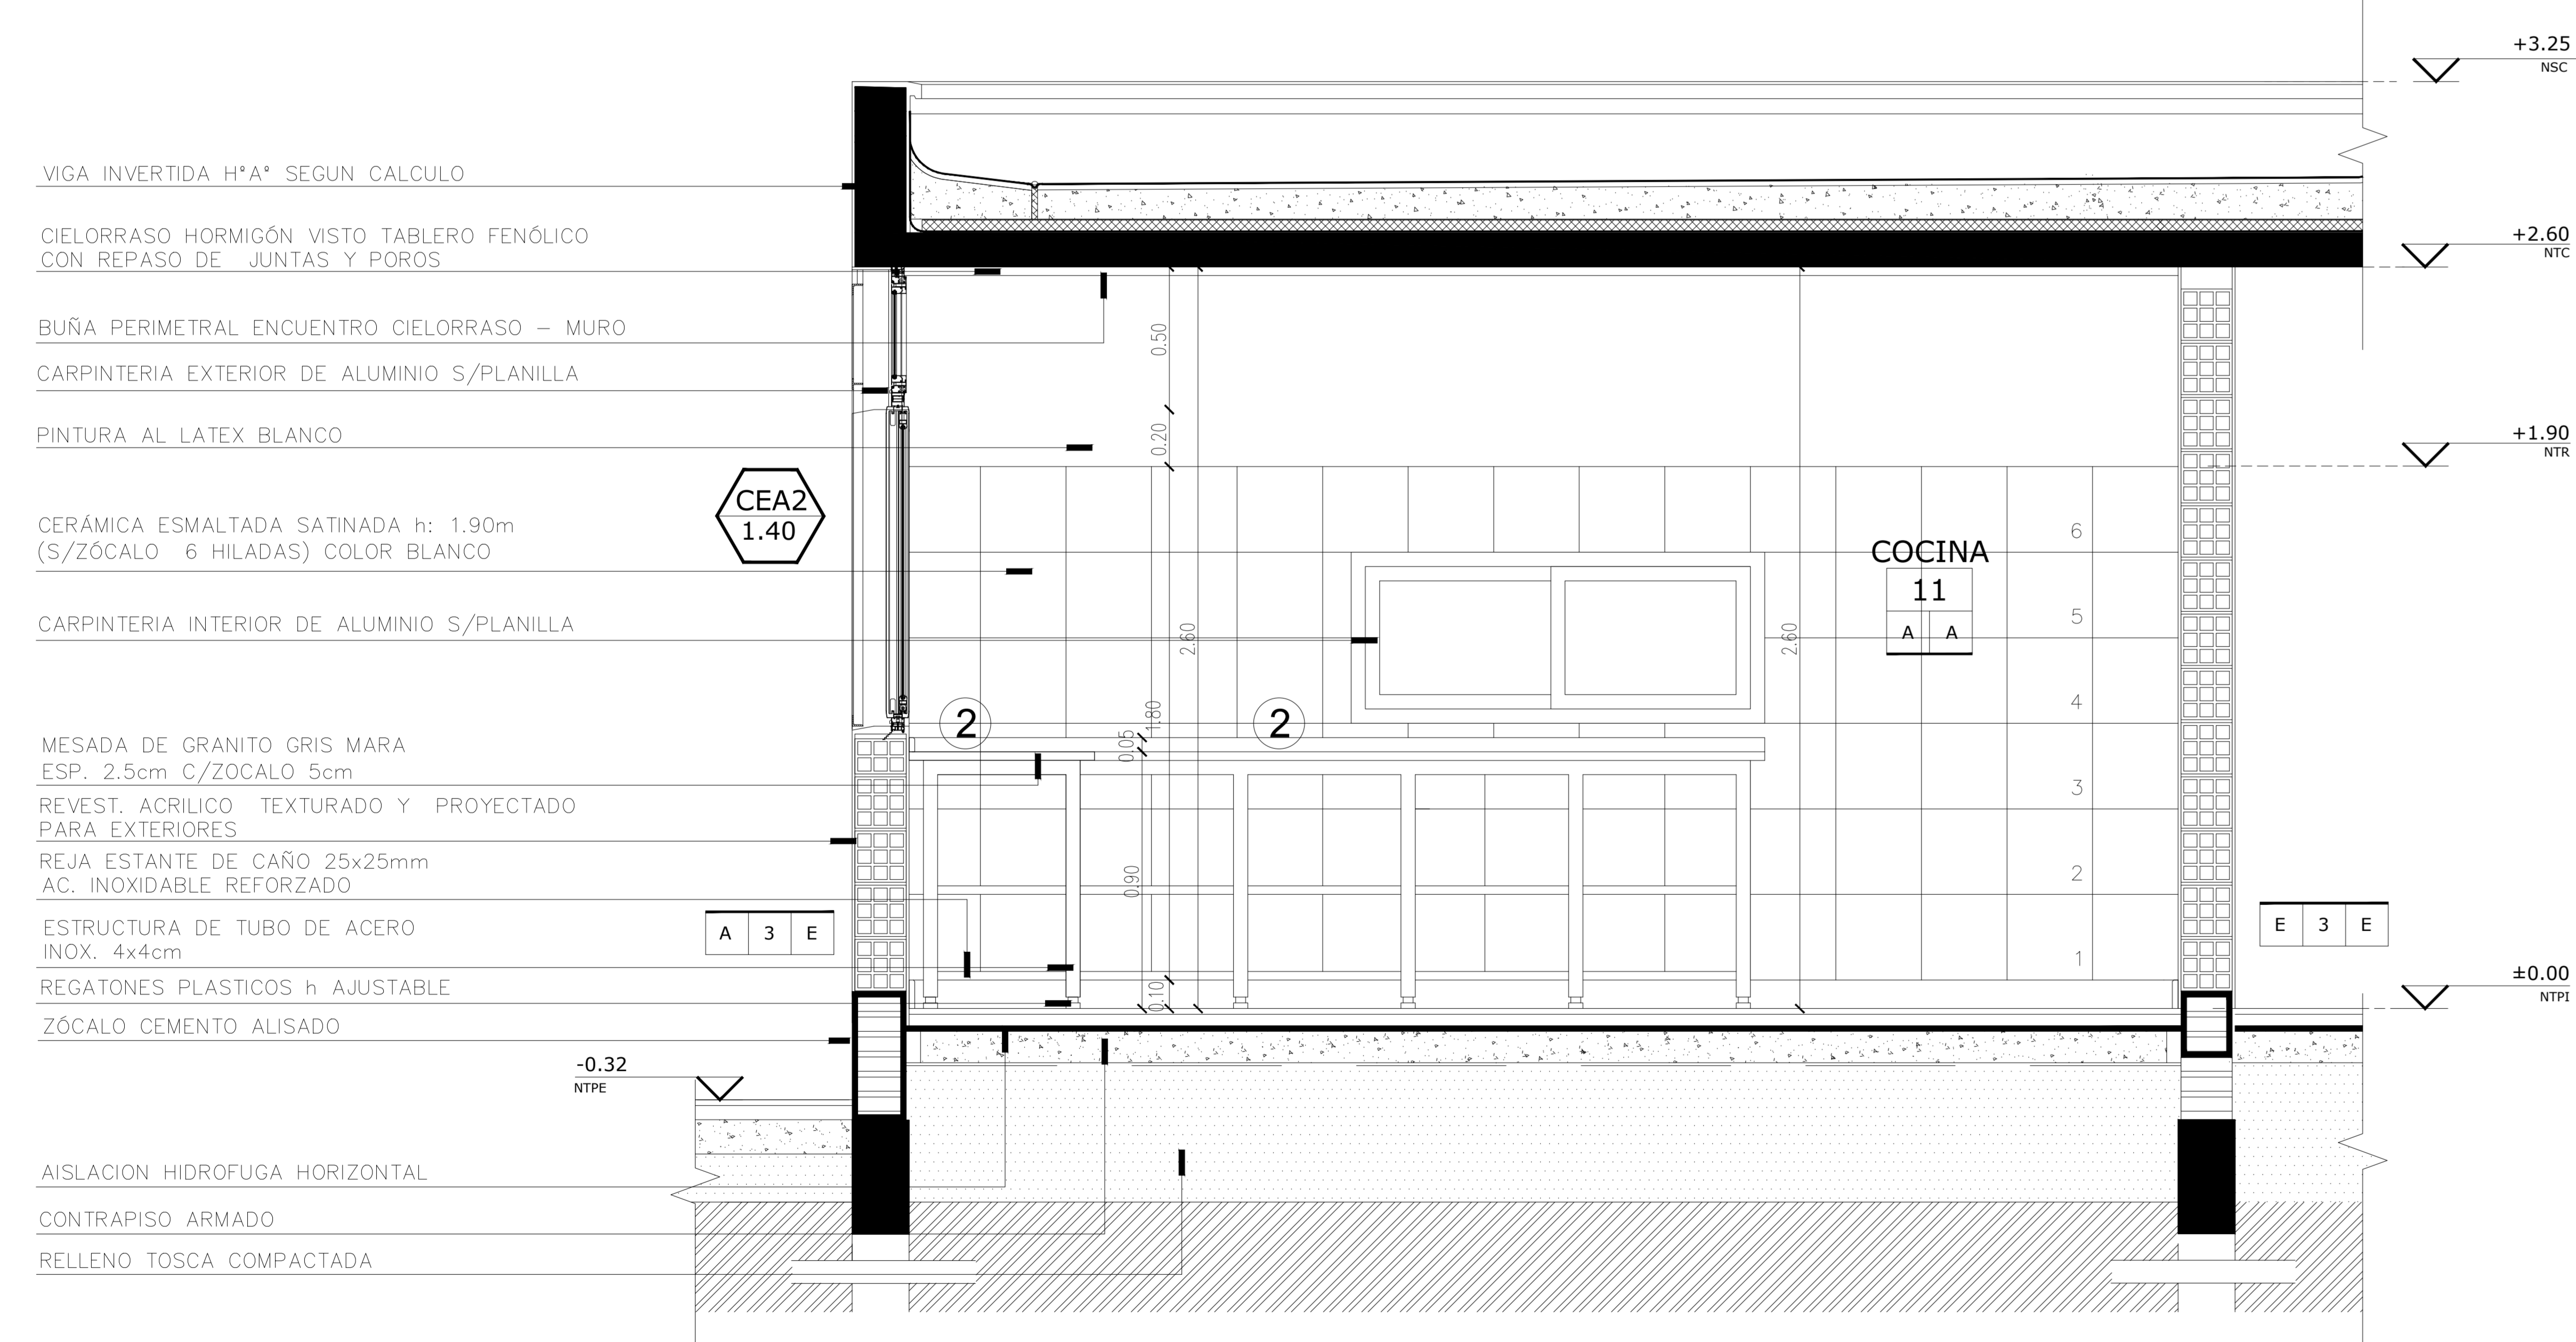 +3.25
NSC
VIGA INVERTIDA HºAº SEGUN CALCULO
CIELORRASO HORMIGÓN VISTO TABLERO FENÓLICO
CON REPASO DE JUNTAS Y POROS
+2.60
NTC
BUÑA PERIMETRAL ENCUENTRO CIELORRASO – MURO
0.50
CARPINTERIA EXTERIOR DE ALUMINIO S/PLANILLA
PINTURA AL LATEX BLANCO
0.20
+1.90
NTR
CEA2
1.40
CERÁMICA ESMALTADA SATINADA h: 1.90m
(S/ZÓCALO 6 HILADAS) COLOR BLANCO
6
COCINA
11
A A
CARPINTERIA INTERIOR DE ALUMINIO S/PLANILLA
2.60
2.60
5
4
2
2
1.80
0.05
MESADA DE GRANITO GRIS MARA
ESP. 2.5cm C/ZOCALO 5cm
3
REVEST. ACRILICO TEXTURADO Y PROYECTADO
PARA EXTERIORES
REJA ESTANTE DE CAÑO 25x25mm
AC. INOXIDABLE REFORZADO
0.90
2
ESTRUCTURA DE TUBO DE ACERO
INOX. 4x4cm
A 3 E
E 3 E
1
REGATONES PLASTICOS h AJUSTABLE
0.10
±0.00
NTPI
ZÓCALO CEMENTO ALISADO
-0.32
NTPE
AISLACION HIDROFUGA HORIZONTAL
CONTRAPISO ARMADO
RELLENO TOSCA COMPACTADA